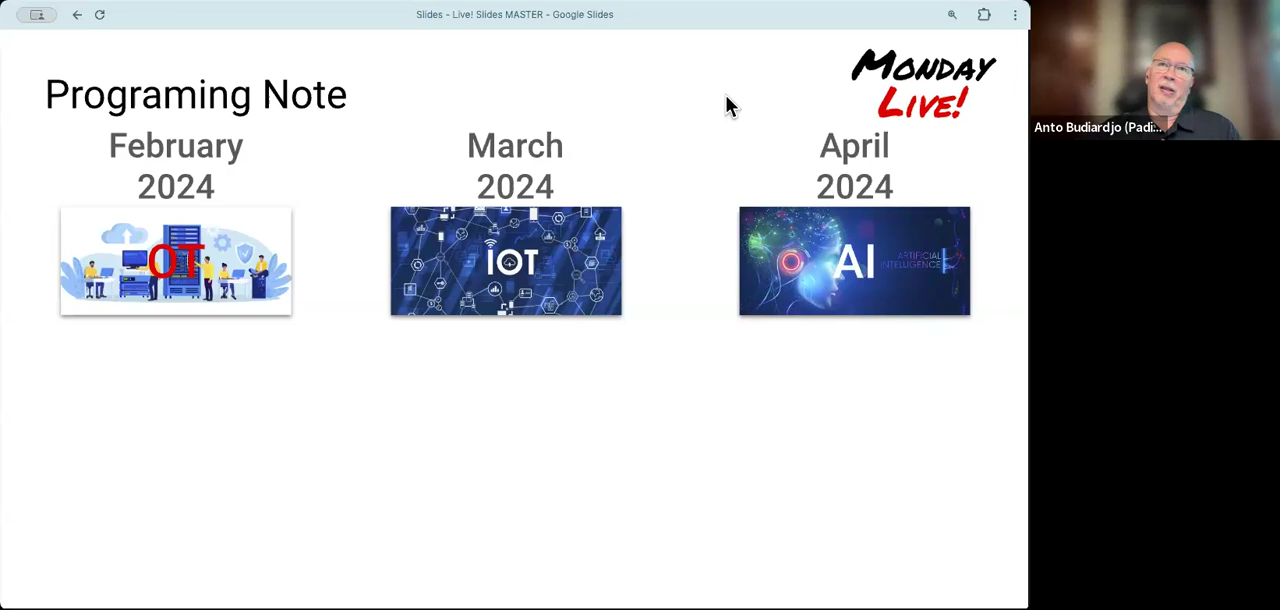 Slides - Live! Slides MASTER - Google Slides
Programing Note
MONDAY
LIVE!
February
2024
March
2024
April
2024
OT
IOT
AI
ARTIFICIAL
INTELLIGENCE
Anto Budiardjo (Padi...